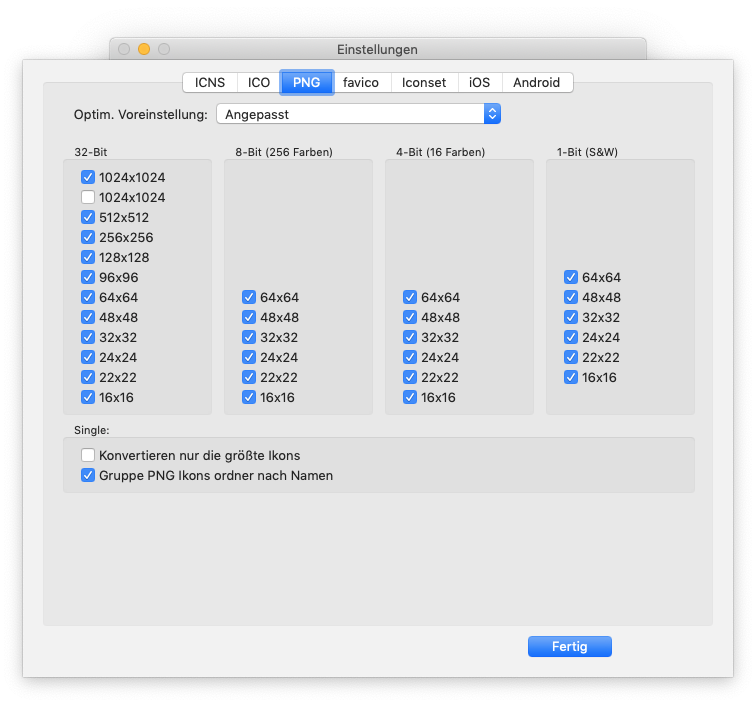 Einstellungen
ICNS ICO PNG favico Iconset iOS Android
Optim. Voreinstellung: Angepasst
32-Bit
1024x1024
1024x1024
512x512
256x256
128x128
96x96
64x64
48x48
32x32
24x24
22x22
16x16
8-Bit (256 Farben)
64x64
48x48
32x32
24x24
22x22
16x16
4-Bit (16 Farben)
64x64
48x48
32x32
24x24
22x22
16x16
1-Bit (S&W)
64x64
48x48
32x32
24x24
22x22
16x16
Single:
Konvertieren nur die größte Ikons
Gruppe PNG Ikons ordner nach Namen
Fertig